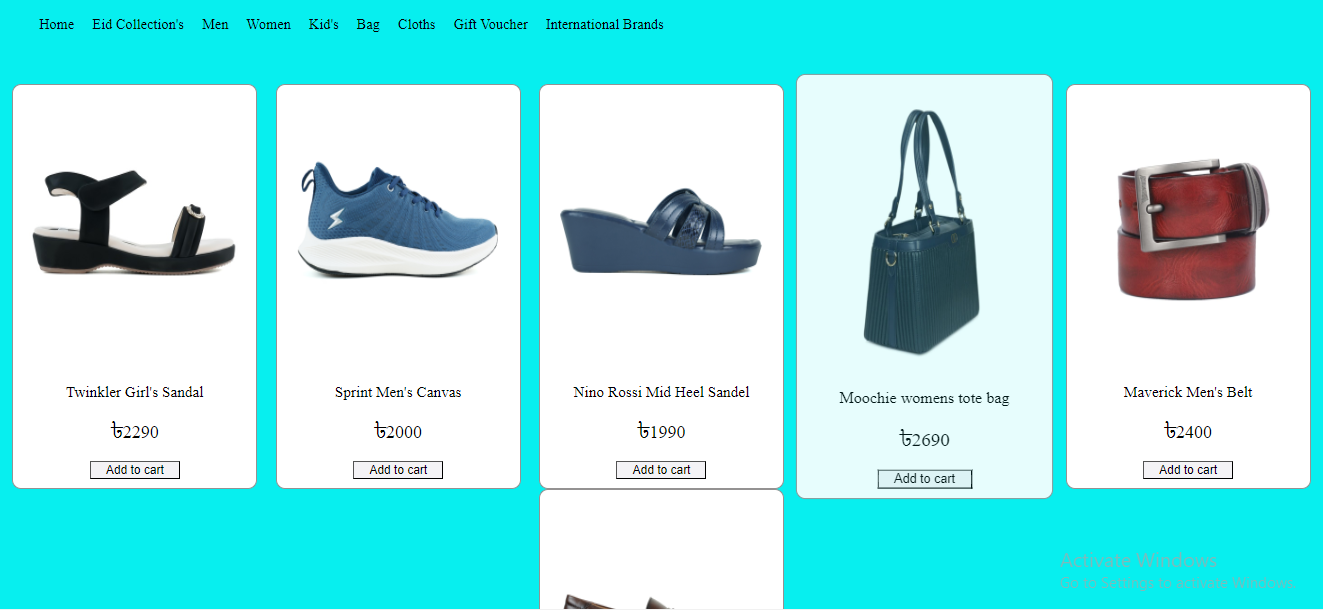 Home Eid Collection's Men Women Kid's Bag Cloths Gift Voucher International Brands
Twinkler Girl's Sandal
৳2290
Add to cart
Sprint Men's Canvas
৳2000
Add to cart
Nino Rossi Mid Heel Sandel
৳1990
Add to cart
Moochie womens tote bag
৳2690
Add to cart
Maverick Men's Belt
৳2400
Add to cart
Activate Windows
Go to Settings to activate Windows.